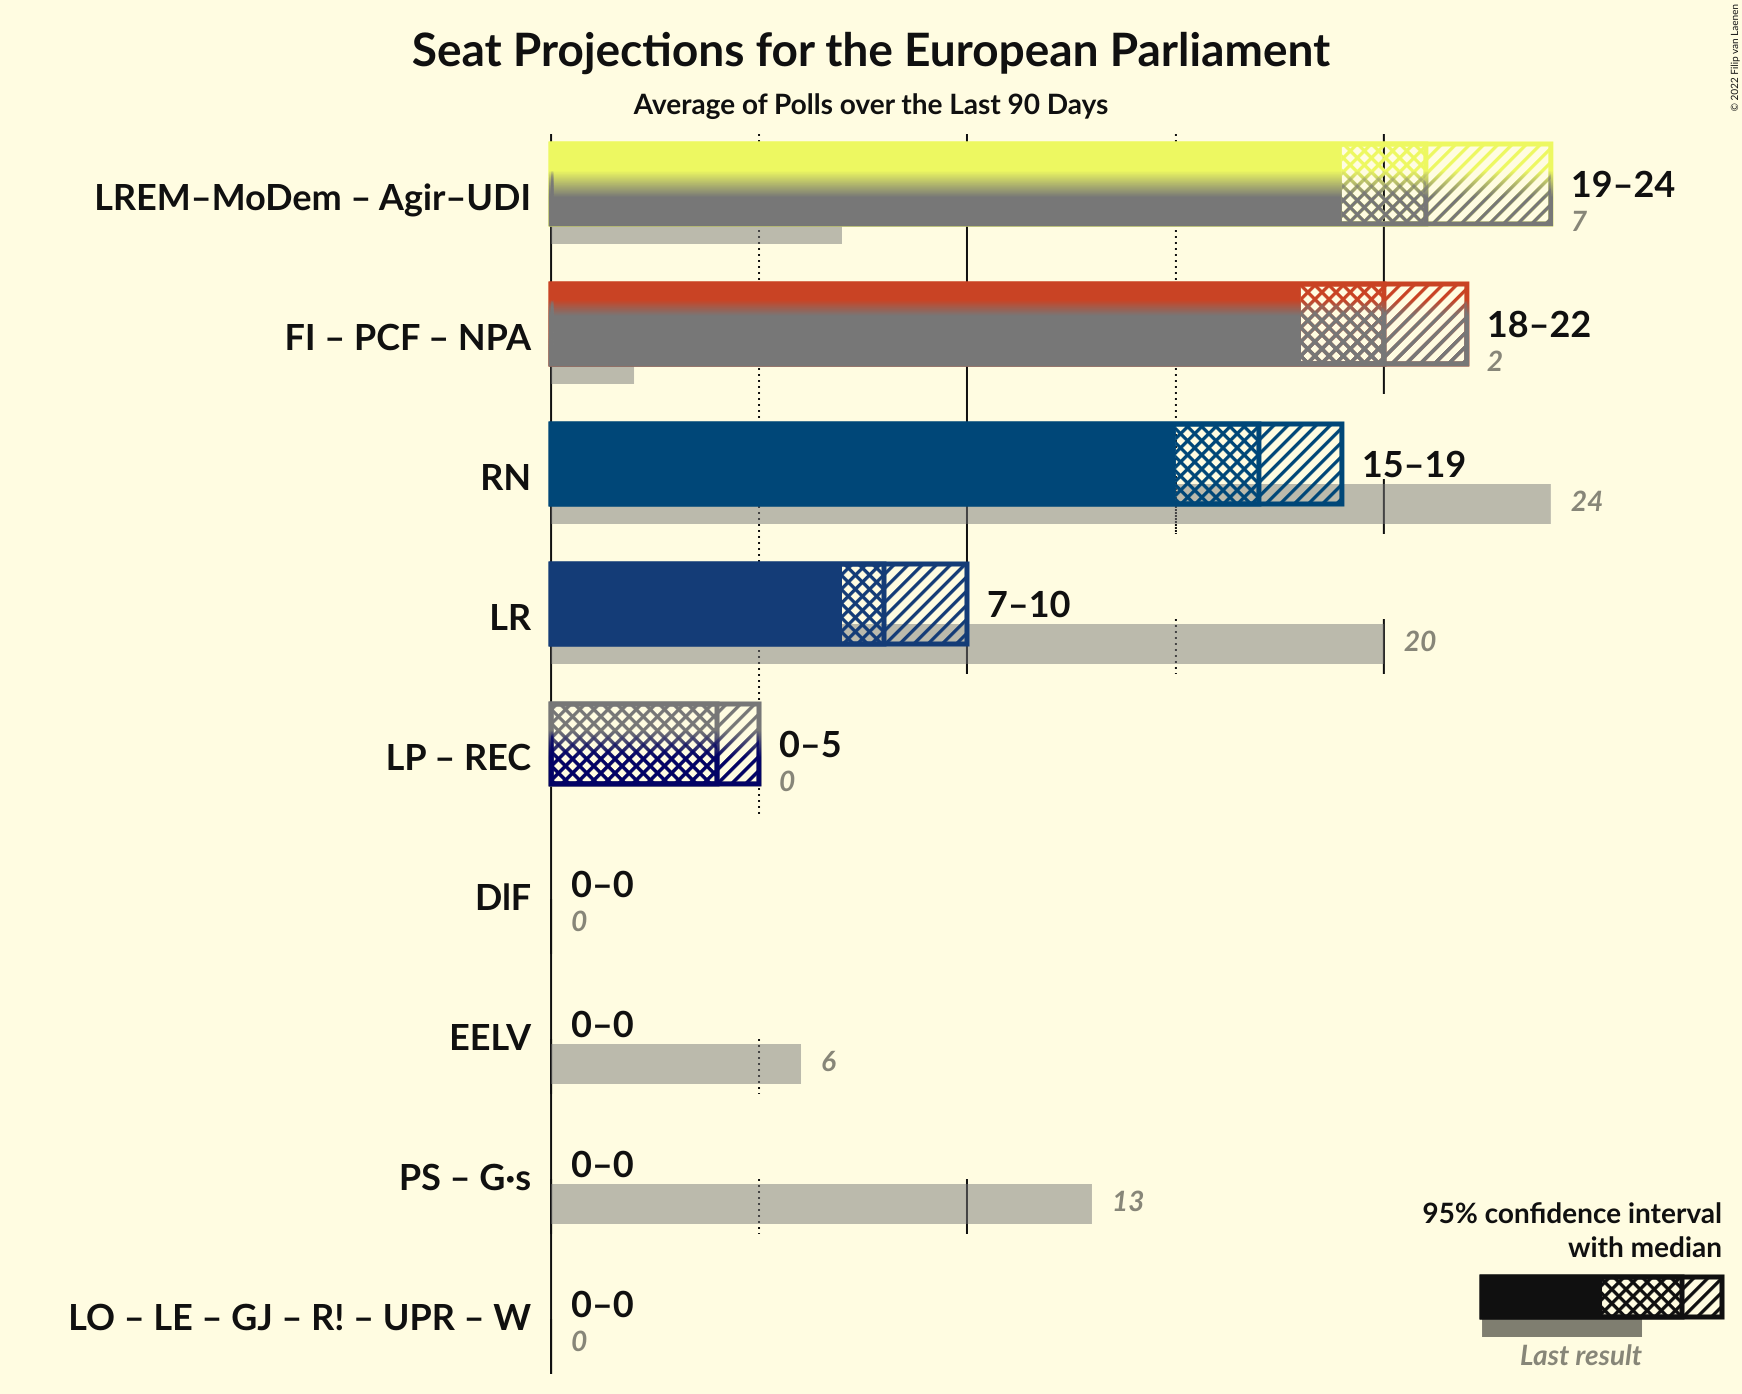 Seat Projections for the European Parliament
Average of Polls over the Last 90 Days
© 2022 Filip van Laenen
LREM–MoDem – Agir–UDI
19–24
7
FI – PCF – NPA
18–22
2
RN
15–19
24
LR
7–10
20
LP – REC
0–5
0
DlF
0–0
0
EELV
0–0
6
PS – G·s
0–0
13
LO – LE – GJ – R! – UPR – W
0–0
0
95% confidence interval
with median
Last result